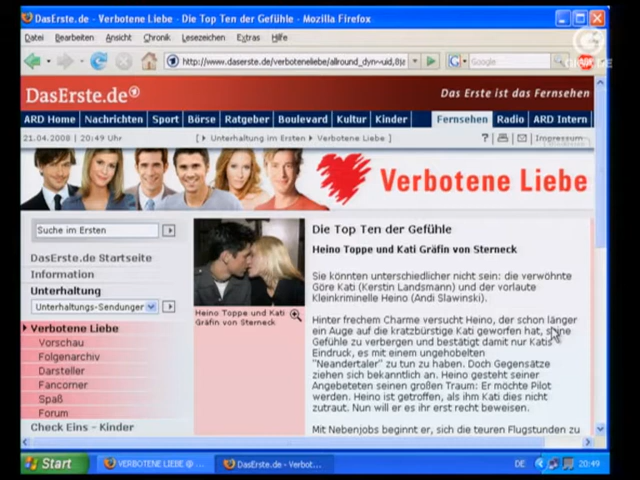 DasErste.de - Verbotene Liebe - Die Top Ten der Gefühle - Mozilla Firefox
Datei Bearbeiten Ansicht Chronik Lesezeichen Extras Hilfe
http://www.daserste.de/verboteneliebe/allround_dyn~uid,8j
Google
DasErste.de
Das Erste ist das Fernsehen
ARD Home Nachrichten Sport Börse Ratgeber Boulevard Kultur Kinder Fernsehen Radio ARD Intern
21.04.2008 | 20:49 Uhr [ Unterhaltung im Ersten Verbotene Liebe ] ? Impressum
Verbotene Liebe
Suche im Ersten
DasErste.de Startseite
Information
Unterhaltung
Unterhaltungs-Sendungen
Verbotene Liebe
Vorschau
Folgenarchiv
Darsteller
Fancorner
Spaß
Forum
Check Eins - Kinder
Heino Toppe und Kati
Gräfin von Sterneck
Die Top Ten der Gefühle
Heino Toppe und Kati Gräfin von Sterneck
Sie könnten unterschiedlicher nicht sein: die verwöhnte
Göre Kati (Kerstin Landsmann) und der vorlaute
Kleinkriminelle Heino (Andi Slawinski).
Hinter frechem Charme versucht Heino, der schon länger
ein Auge auf die kratzbürstige Kati geworfen hat, seine
Gefühle zu verbergen und bestätigt damit nur Katis
Eindruck, es mit einem ungehobelten
"Neandertaler" zu tun zu haben. Doch Gegensätze
ziehen sich bekanntlich an. Heino gesteht seiner
Angebeteten seinen großen Traum: Er möchte Pilot
werden. Heino ist getroffen, als ihm Kati dies nicht
zutraut. Nun will er es ihr erst recht beweisen.
Mit Nebenjobs beginnt er, sich die teuren Flugstunden zu
Start VERBOTENE LIEBE @ ... DasErste.de - Verbot... DE 20:49